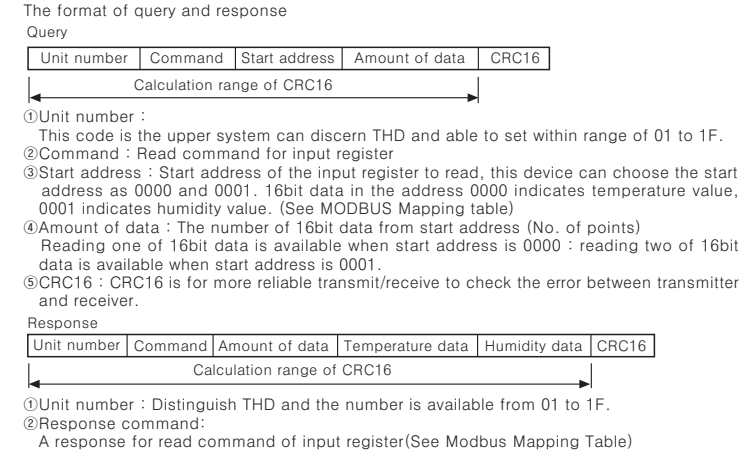 The format of query and response
Query
Unit number Command Start address Amount of data CRC16
Calculation range of CRC16
①Unit number :
This code is the upper system can discern THD and able to set within range of 01 to 1F.
②Command : Read command for input register
③Start address : Start address of the input register to read, this device can choose the start
address as 0000 and 0001. 16bit data in the address 0000 indicates temperature value,
0001 indicates humidity value. (See MODBUS Mapping table)
④Amount of data : The number of 16bit data from start address (No. of points)
Reading one of 16bit data is available when start address is 0000 : reading two of 16bit
data is available when start address is 0001.
⑤CRC16 : CRC16 is for more reliable transmit/receive to check the error between transmitter
and receiver.
Response
Unit number Command Amount of data Temperature data Humidity data CRC16
Calculation range of CRC16
①Unit number : Distinguish THD and the number is available from 01 to 1F.
②Response command:
A response for read command of input register(See Modbus Mapping Table)